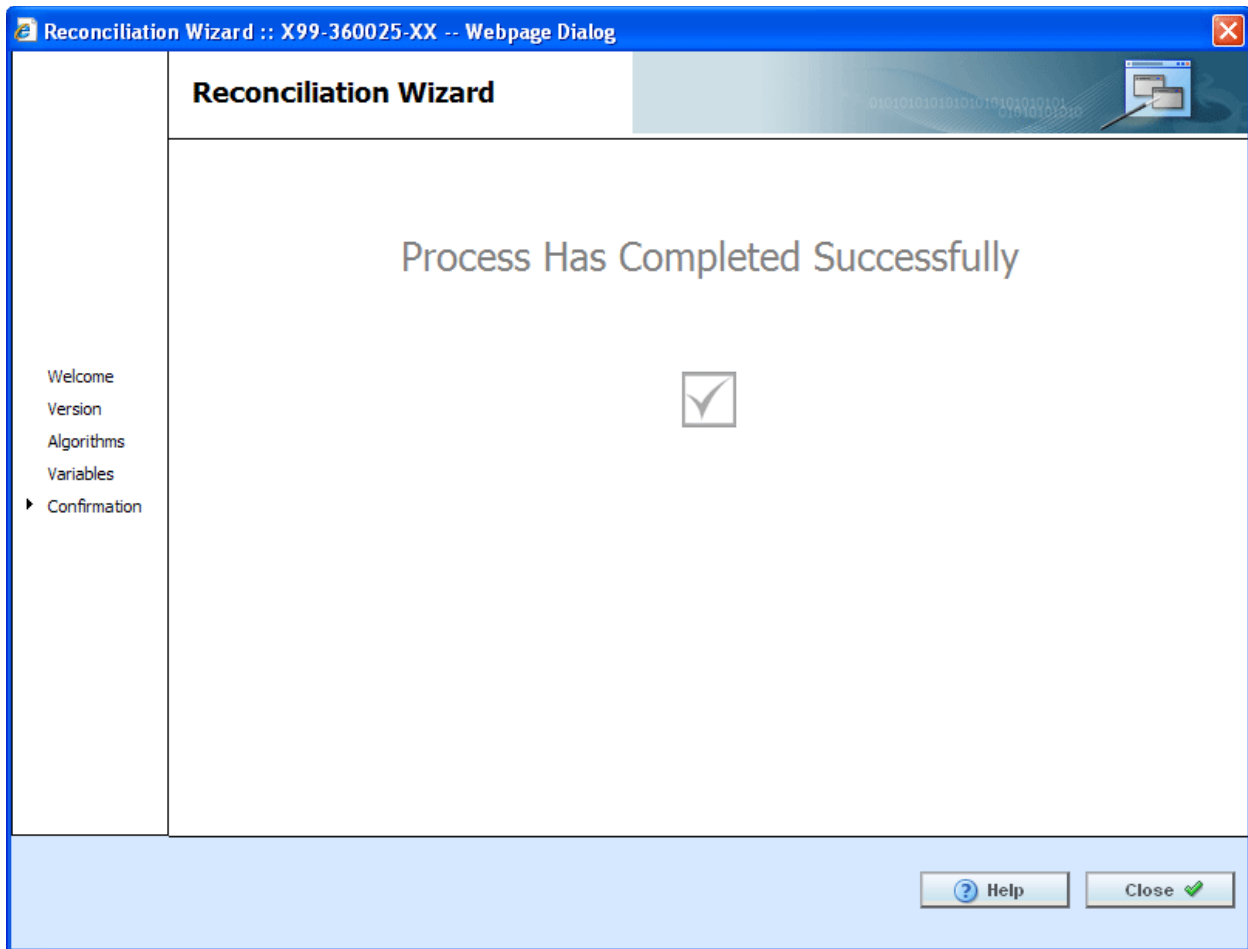 Reconciliation Wizard :: X99-360025-XX -- Webpage Dialog
Reconciliation Wizard
Process Has Completed Successfully
Welcome
Version
Algorithms
Variables
Confirmation
Help
Close